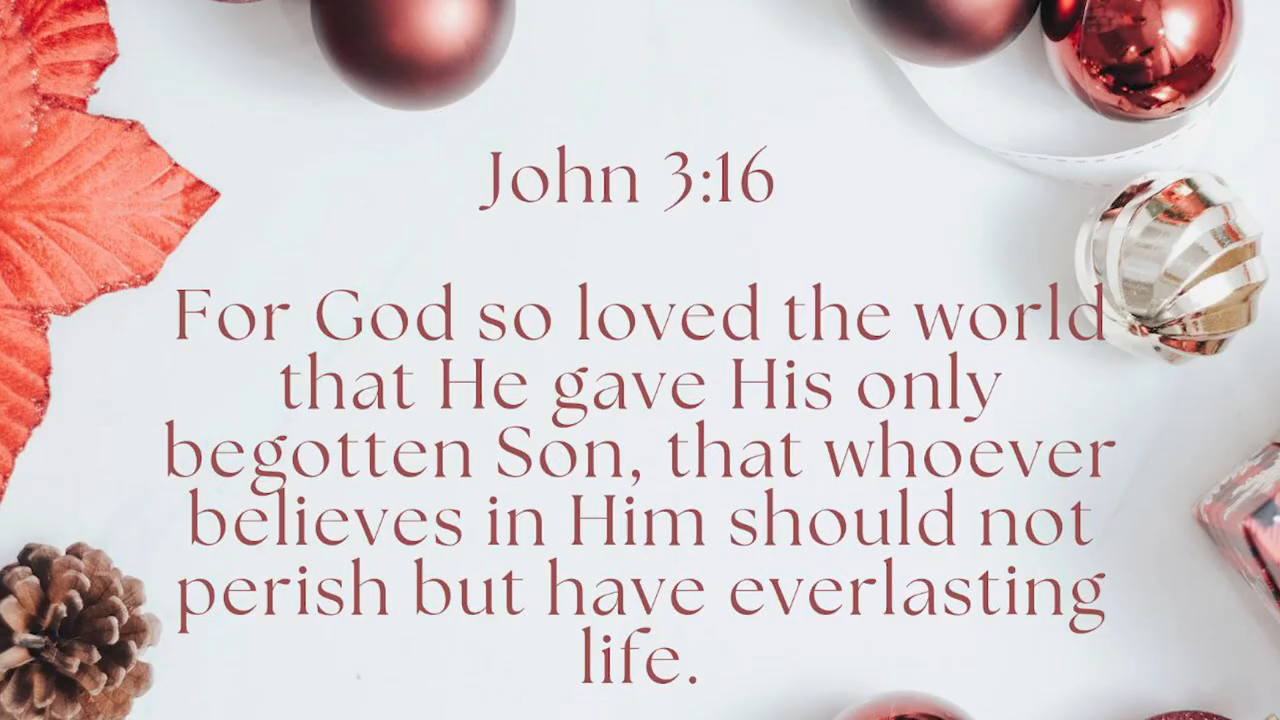 John 3:16
For God so loved the world
that He gave His only
begotten Son, that whoever
believes in Him should not
perish but have everlasting
life.